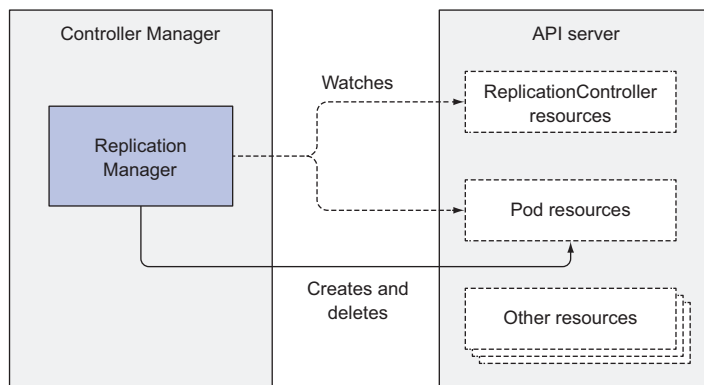 Controller Manager
API server
Watches
ReplicationController
resources
Replication
Manager
Pod resources
Creates and
deletes
Other resources